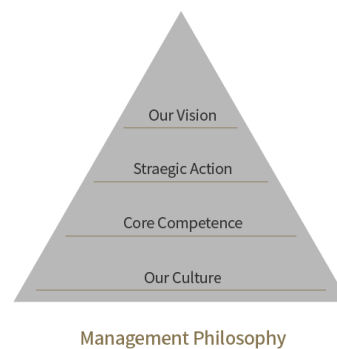 Our Vision
Straegic Action
Core Competence
Our Culture
Management Philosophy